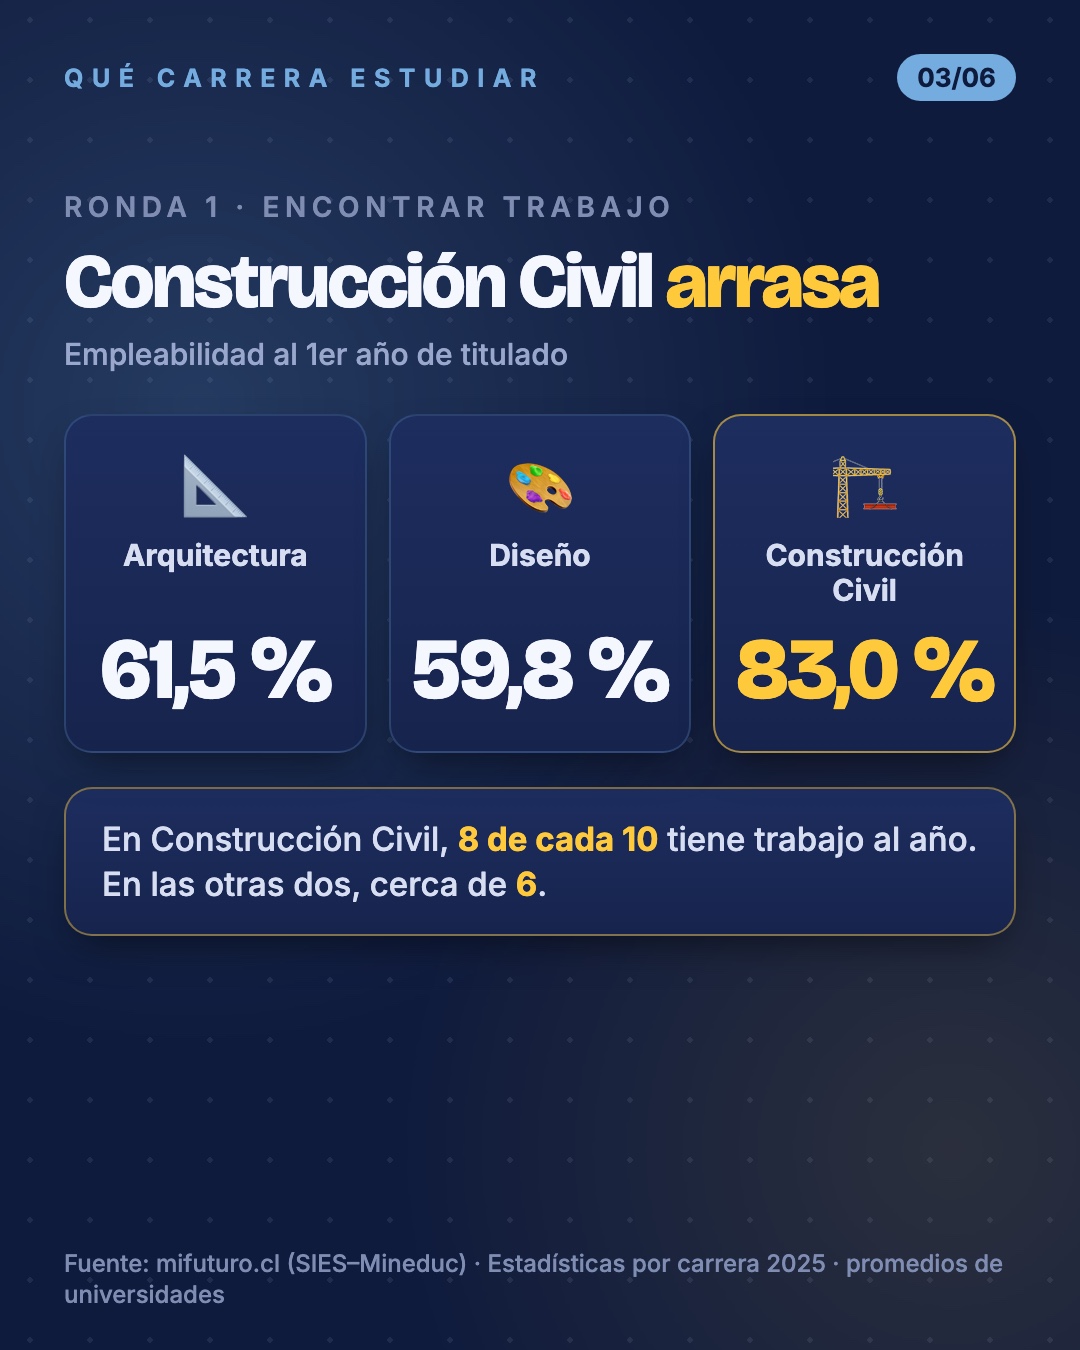 QUÉ CARRERA ESTUDIAR
03/06
RONDA 1 · ENCONTRAR TRABAJO
Construcción Civil arrasa
Empleabilidad al 1er año de titulado
Arquitectura
61,5 %
Diseño
59,8 %
Construcción
Civil
83,0 %
En Construcción Civil, 8 de cada 10 tiene trabajo al año.
En las otras dos, cerca de 6.
Fuente: mifuturo.cl (SIES–Mineduc) · Estadísticas por carrera 2025 · promedios de
universidades